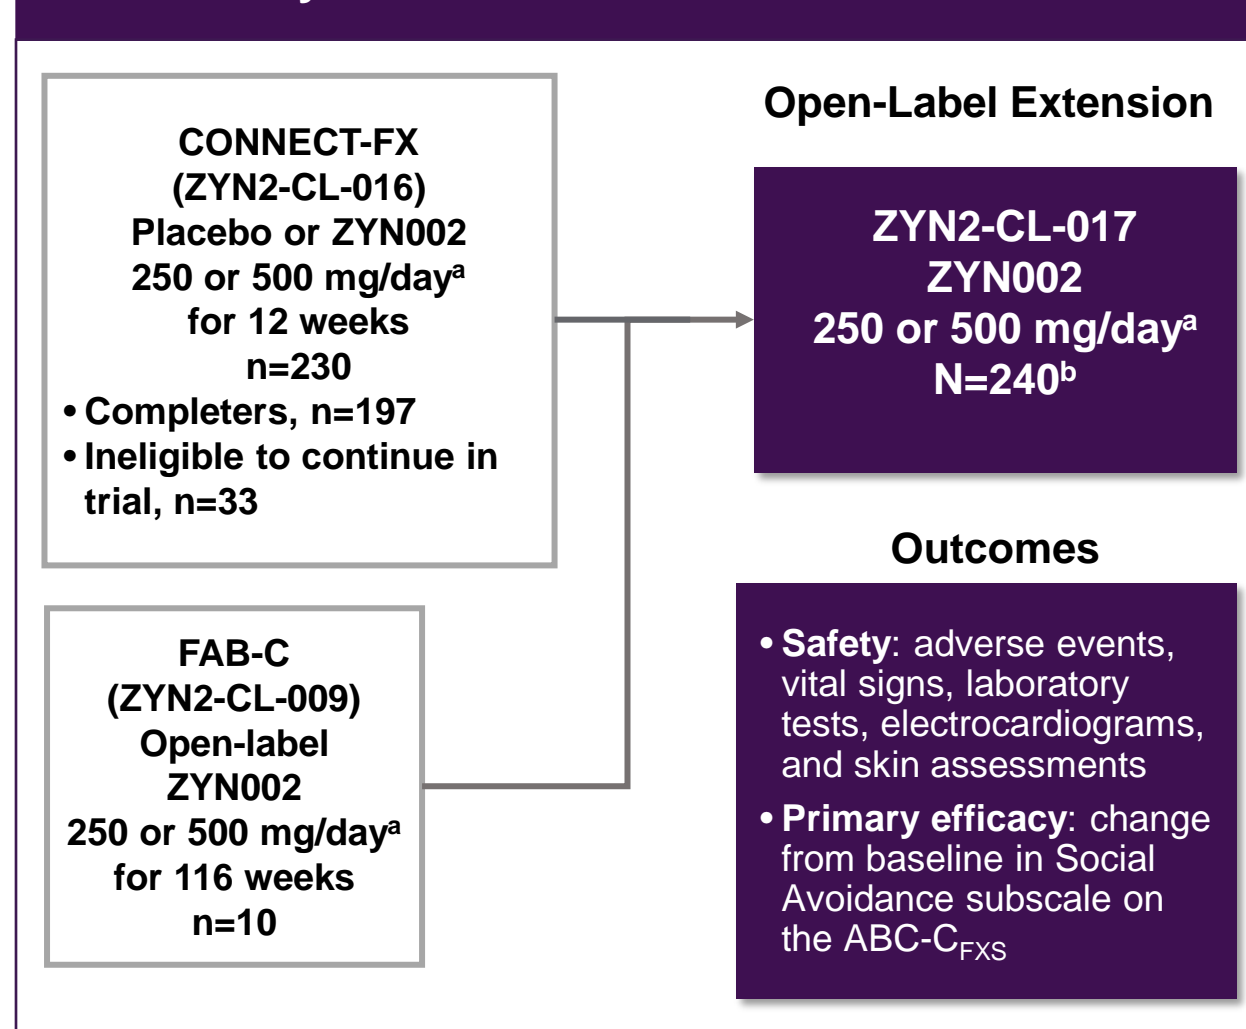 CONNECT-FX
(ZYN2-CL-016)
Placebo or ZYN002
250 or 500 mg/dayᵃ
for 12 weeks
n=230
• Completers, n=197
• Ineligible to continue in
trial, n=33
FAB-C
(ZYN2-CL-009)
Open-label
ZYN002
250 or 500 mg/dayᵃ
for 116 weeks
n=10
Open-Label Extension
ZYN2-CL-017
ZYN002
250 or 500 mg/dayᵃ
N=240ᵇ
Outcomes
• Safety: adverse events,
vital signs, laboratory
tests, electrocardiograms,
and skin assessments
• Primary efficacy: change
from baseline in Social
Avoidance subscale on
the ABC-C_FXS